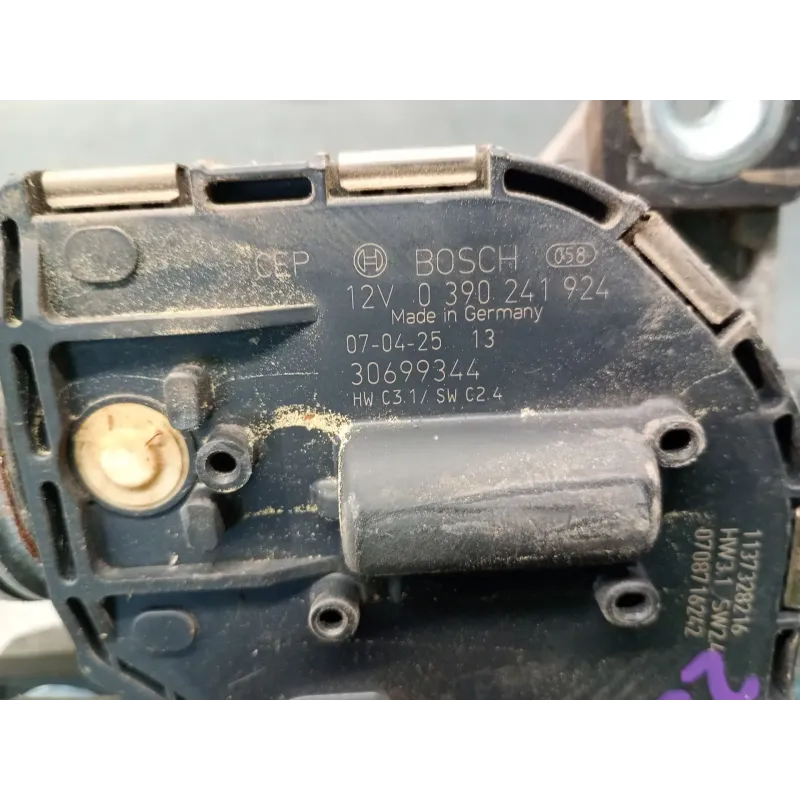 CEP BOSCH 058
12V 0 390 241 924
Made in Germany
07-04-25 13
30699344
HW C3.1/ SW C2.4
1137328216
HW3.1 SW2.4
0708716242